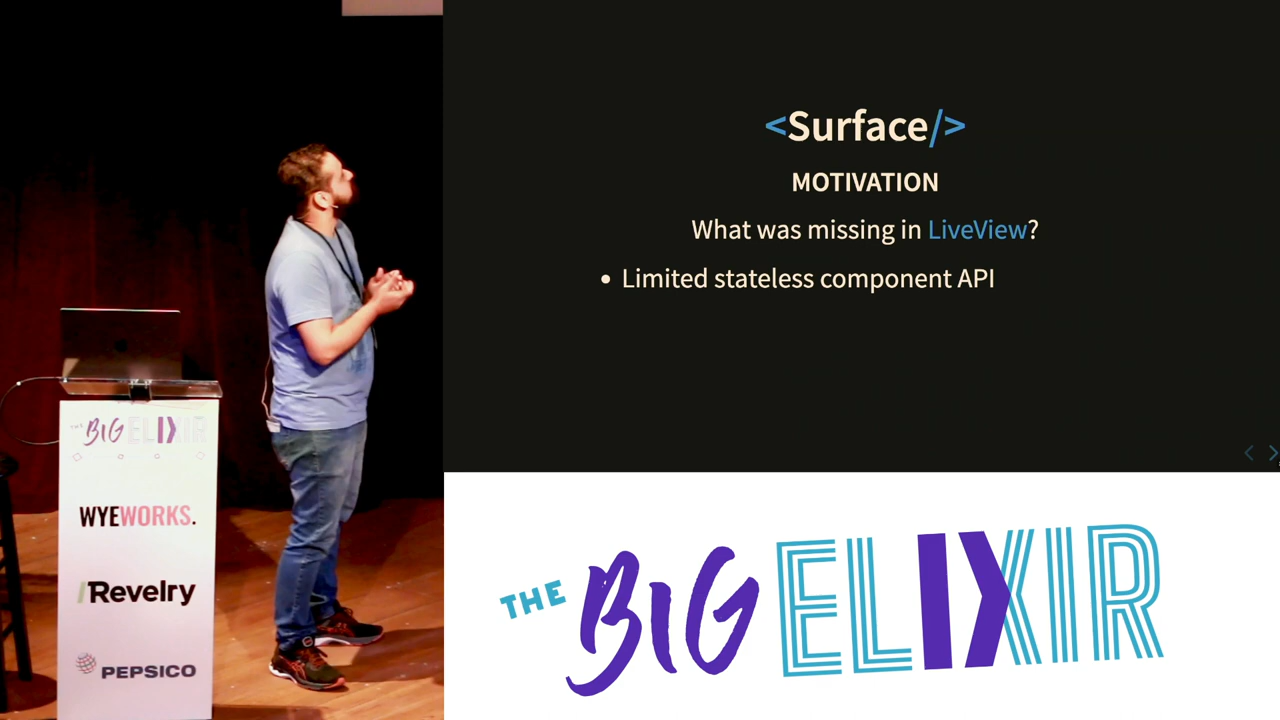 <Surface/>
MOTIVATION
What was missing in LiveView?
• Limited stateless component API
THE BIG ELIXIR
THE BIG ELIXIR
WYEWORKS.
Revelry
PEPSICO